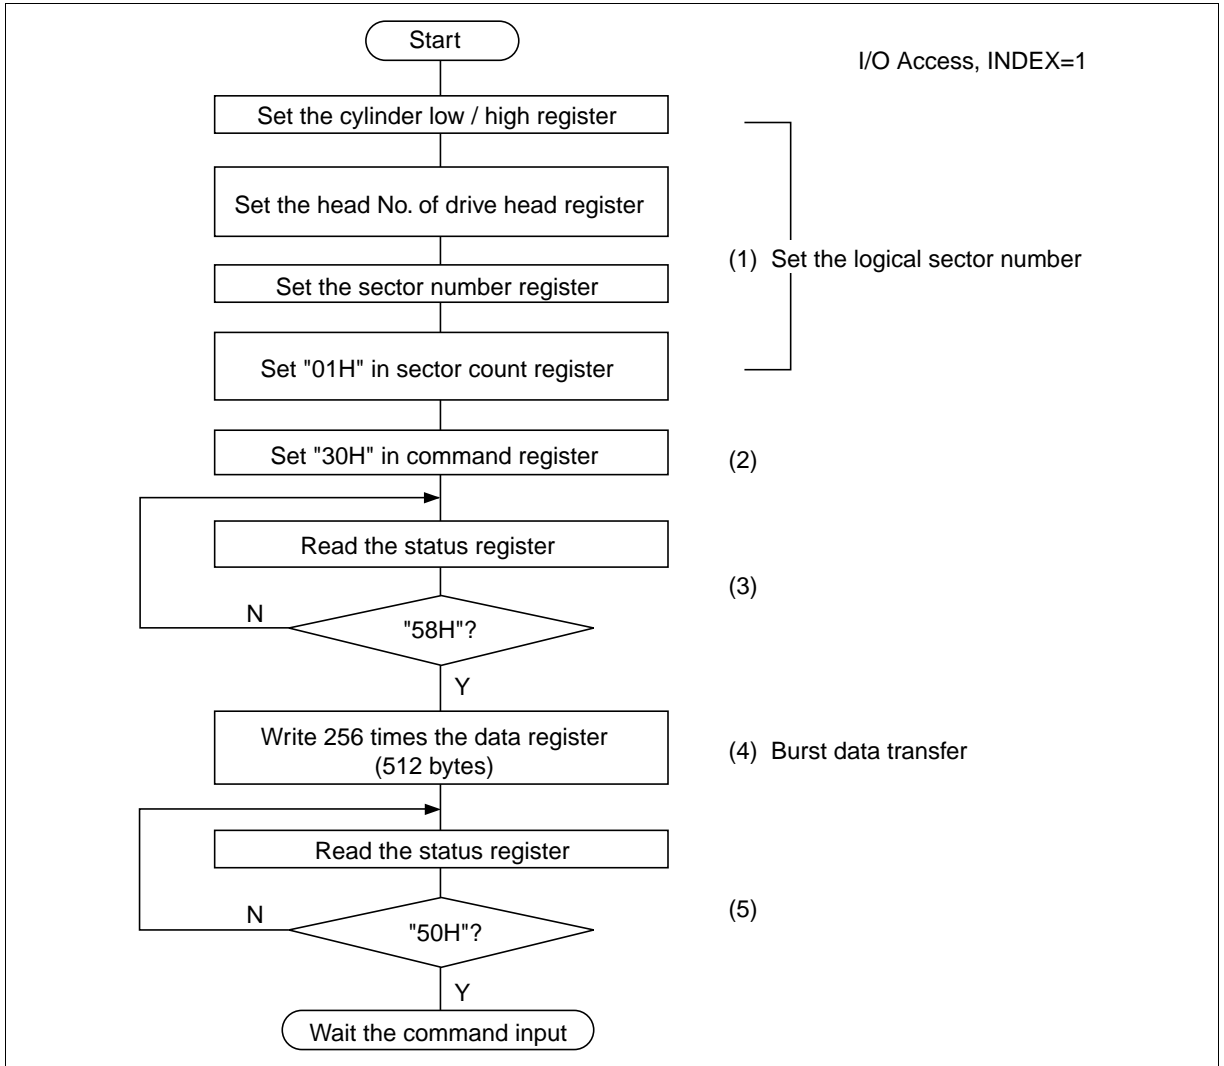 Start
I/O Access, INDEX=1
Set the cylinder low / high register
Set the head No. of drive head register
(1) Set the logical sector number
Set the sector number register
Set "01H" in sector count register
Set "30H" in command register
(2)
Read the status register
(3)
N
"58H"?
Y
Write 256 times the data register
(512 bytes)
(4) Burst data transfer
Read the status register
(5)
N
"50H"?
Y
Wait the command input